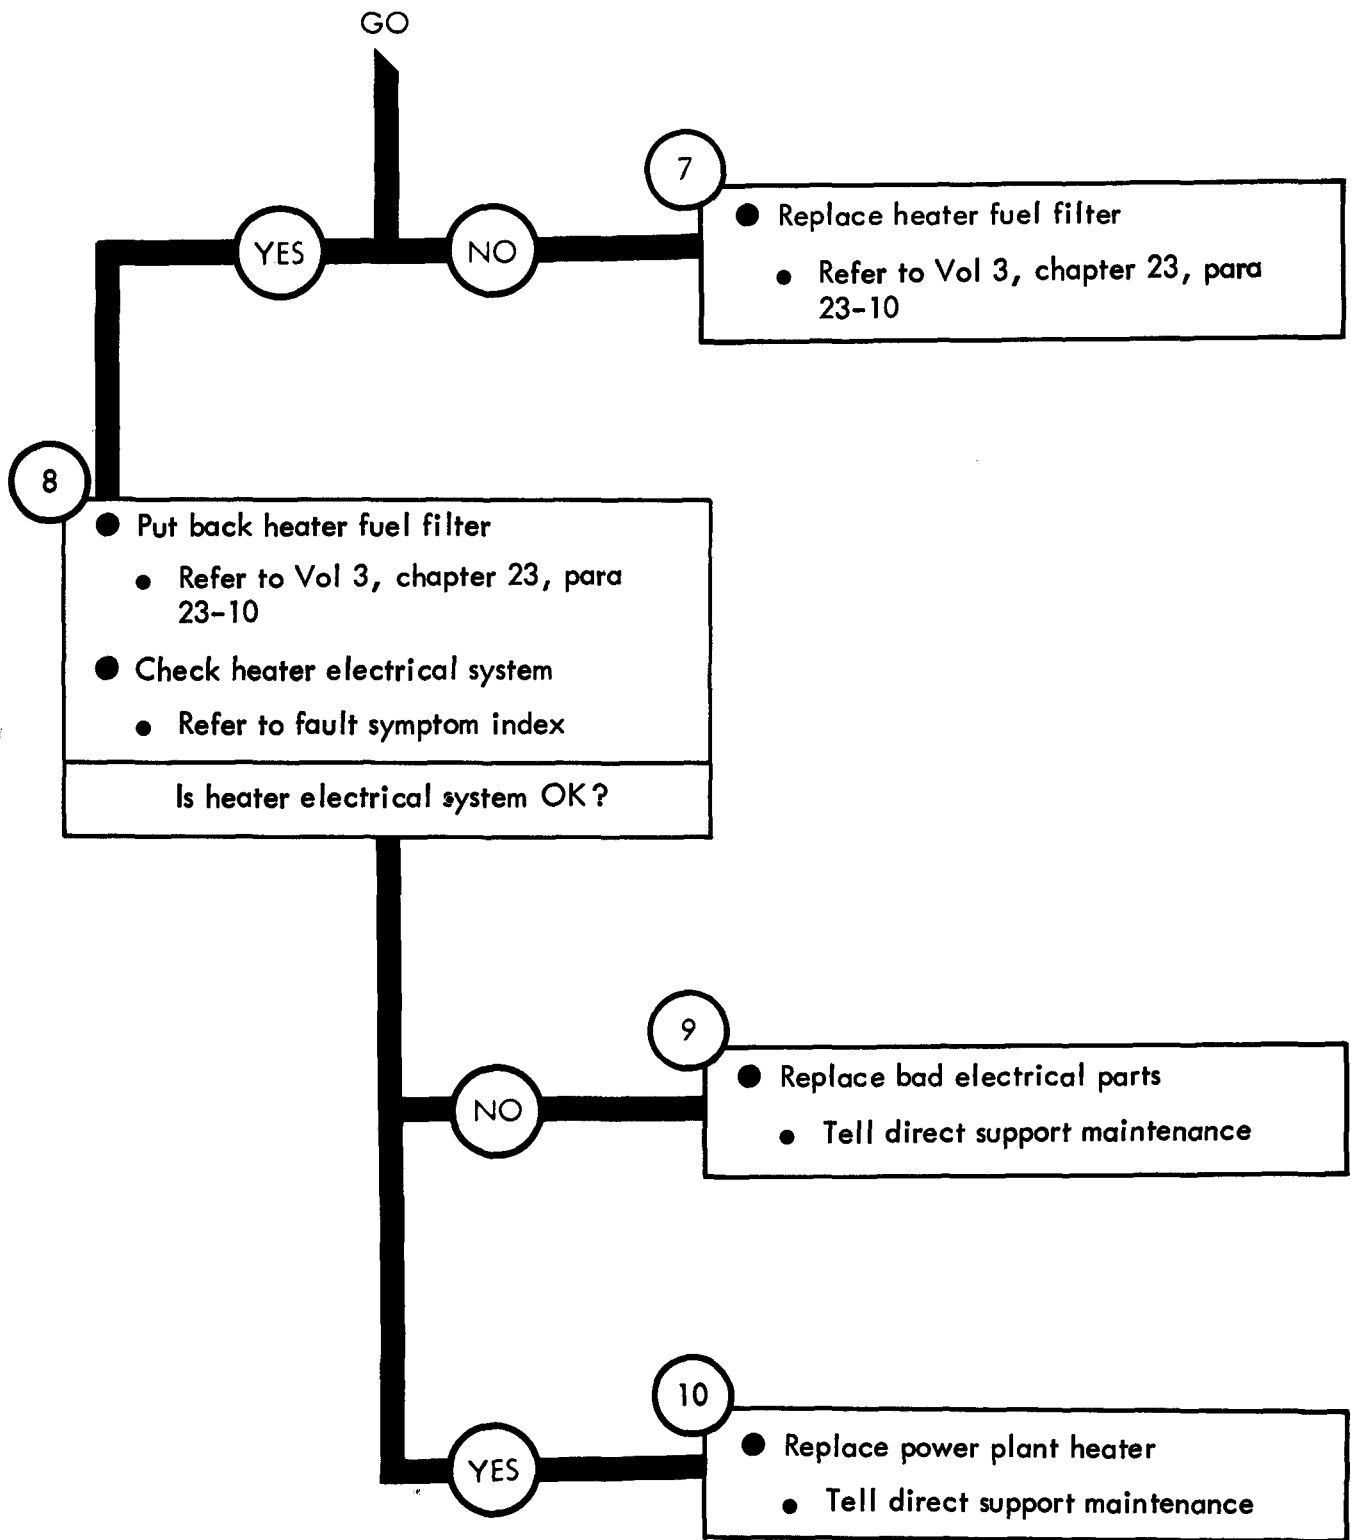 GO
YES
NO
7
● Replace heater fuel filter
● Refer to Vol 3, chapter 23, para
23-10
8
● Put back heater fuel filter
● Refer to Vol 3, chapter 23, para
23-10
● Check heater electrical system
● Refer to fault symptom index
Is heater electrical system OK?
9
NO
● Replace bad electrical parts
● Tell direct support maintenance
10
YES
● Replace power plant heater
● Tell direct support maintenance